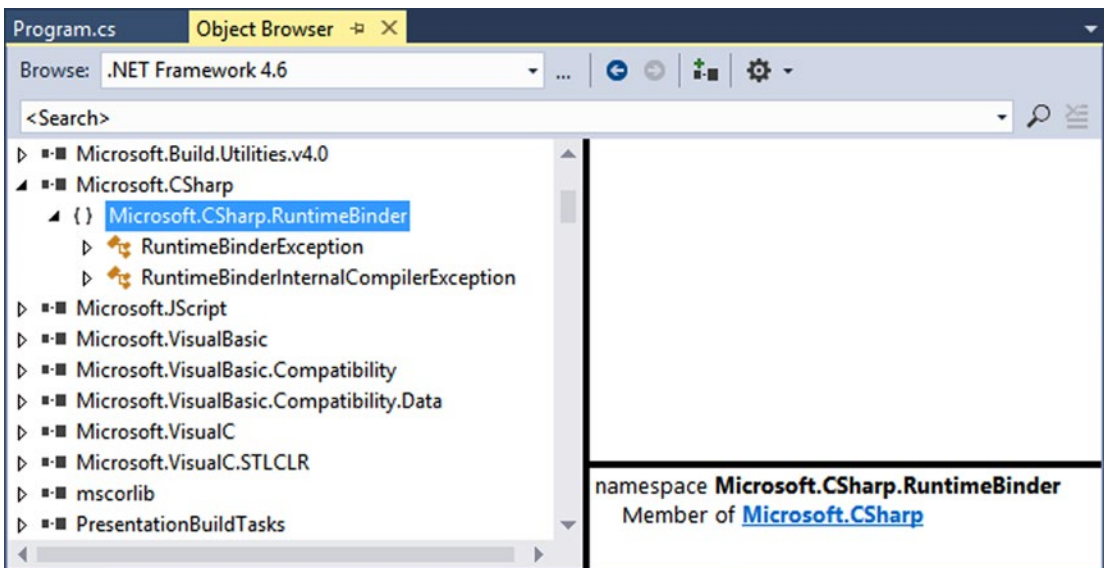 Program.cs Object Browser
Browse: .NET Framework 4.6 ...
<Search>
Microsoft.Build.Utilities.v4.0
Microsoft.CSharp
{ } Microsoft.CSharp.RuntimeBinder
RuntimeBinderException
RuntimeBinderInternalCompilerException
Microsoft.JScript
Microsoft.VisualBasic
Microsoft.VisualBasic.Compatibility
Microsoft.VisualBasic.Compatibility.Data
Microsoft.VisualC
Microsoft.VisualC.STLCLR
mscorlib
PresentationBuildTasks
namespace Microsoft.CSharp.RuntimeBinder
Member of Microsoft.CSharp